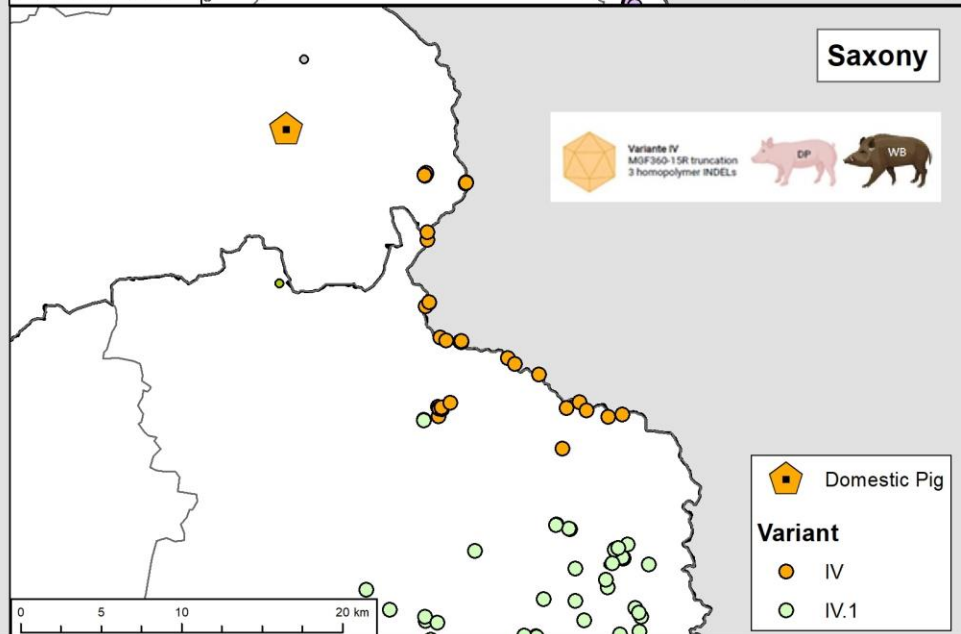 Saxony
Variante IV
MGF360-15R truncation
3 homopolymer INDELs
DP
WB
Domestic Pig
Variant
IV
IV.1
0 5 10 20 km